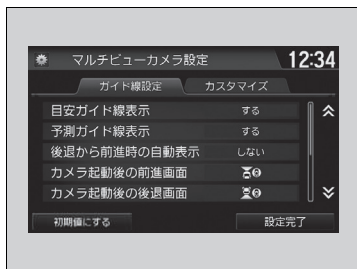 マルチビューカメラ設定 12:34
ガイド線設定 カスタマイズ
目安ガイド線表示 する
予測ガイド線表示 する
後退から前進時の自動表示 しない
カメラ起動後の前進画面
カメラ起動後の後退画面
初期値にする 設定完了